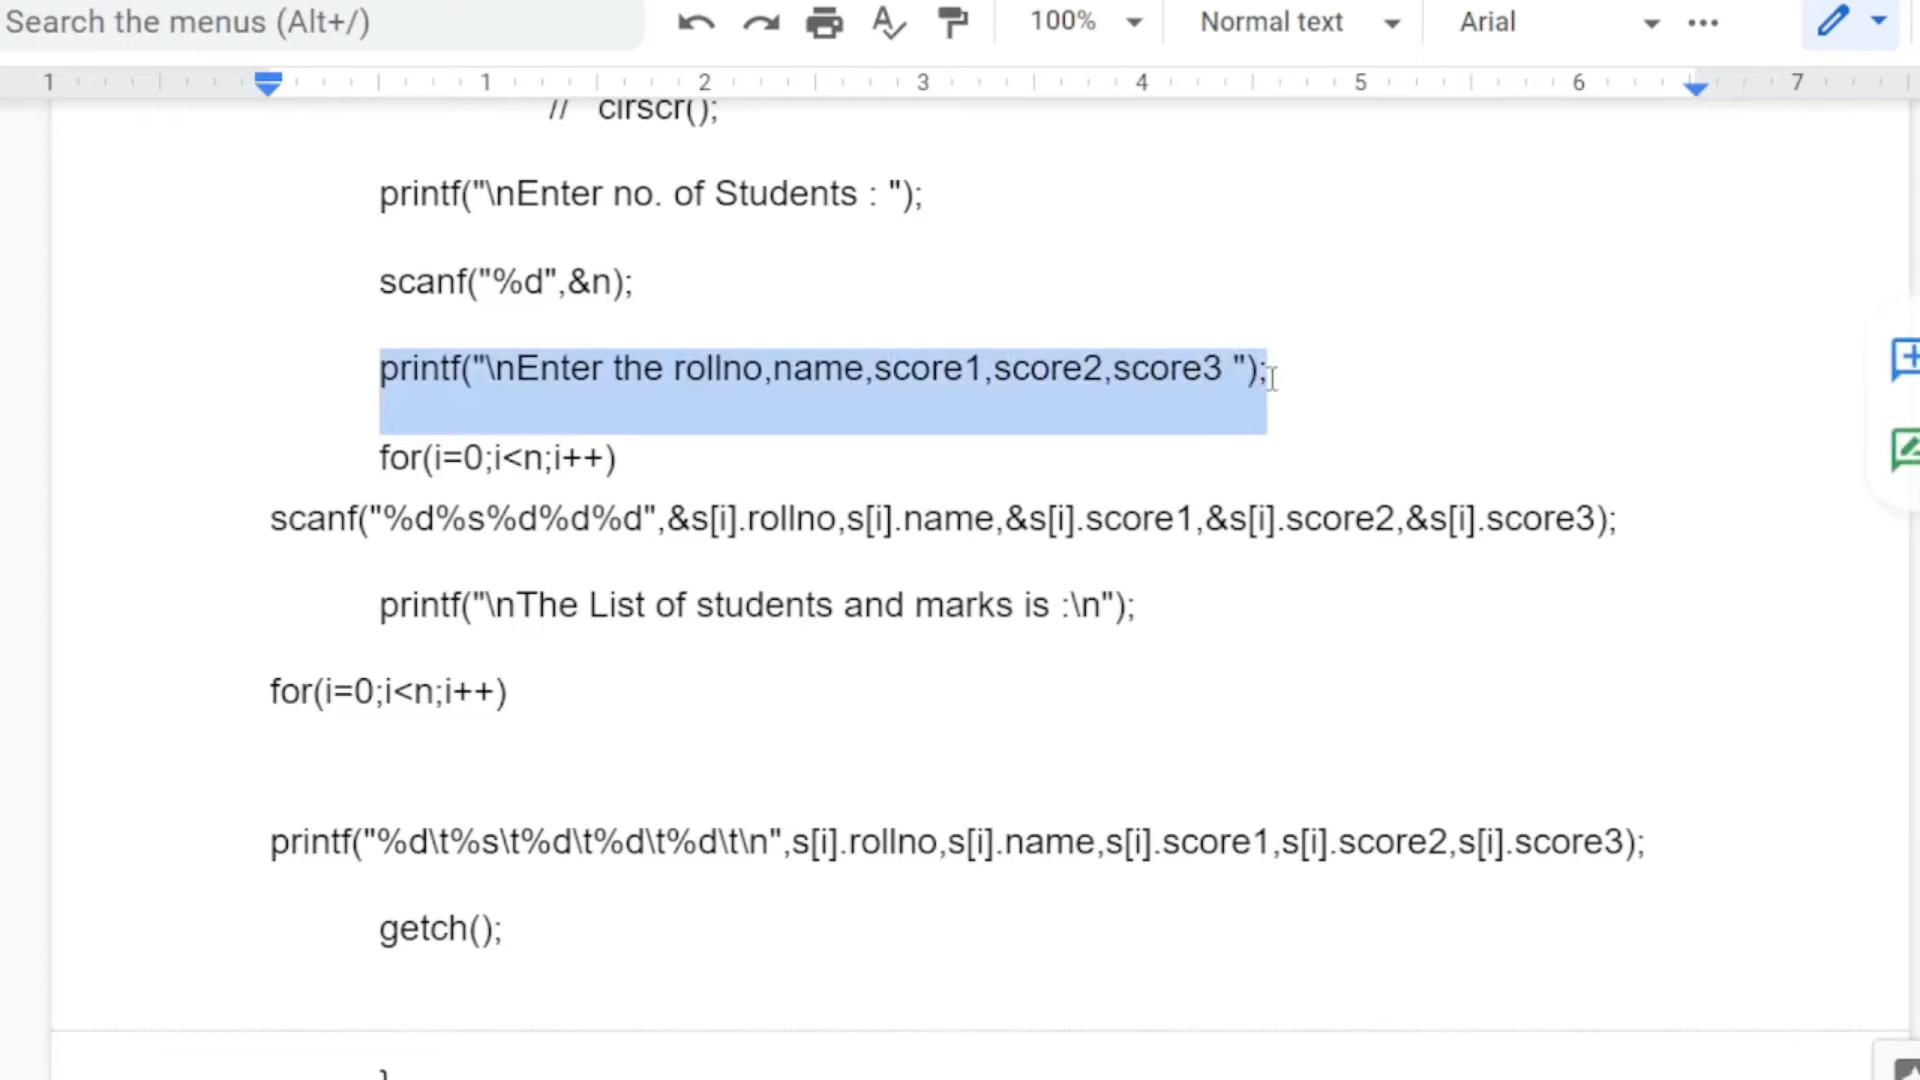 Search the menus (Alt+/)
100%
Normal text
Arial
1 1 2 3 4 5 6 7
// clrscr();
printf("\nEnter no. of Students : ");
scanf("%d",&n);
printf("\nEnter the rollno,name,score1,score2,score3 ");
for(i=0;i<n;i++)
scanf("%d%s%d%d%d",&s[i].rollno,s[i].name,&s[i].score1,&s[i].score2,&s[i].score3);
printf("\nThe List of students and marks is :\n");
for(i=0;i<n;i++)
printf("%d\t%s\t%d\t%d\t%d\t\n",s[i].rollno,s[i].name,s[i].score1,s[i].score2,s[i].score3);
getch();
}